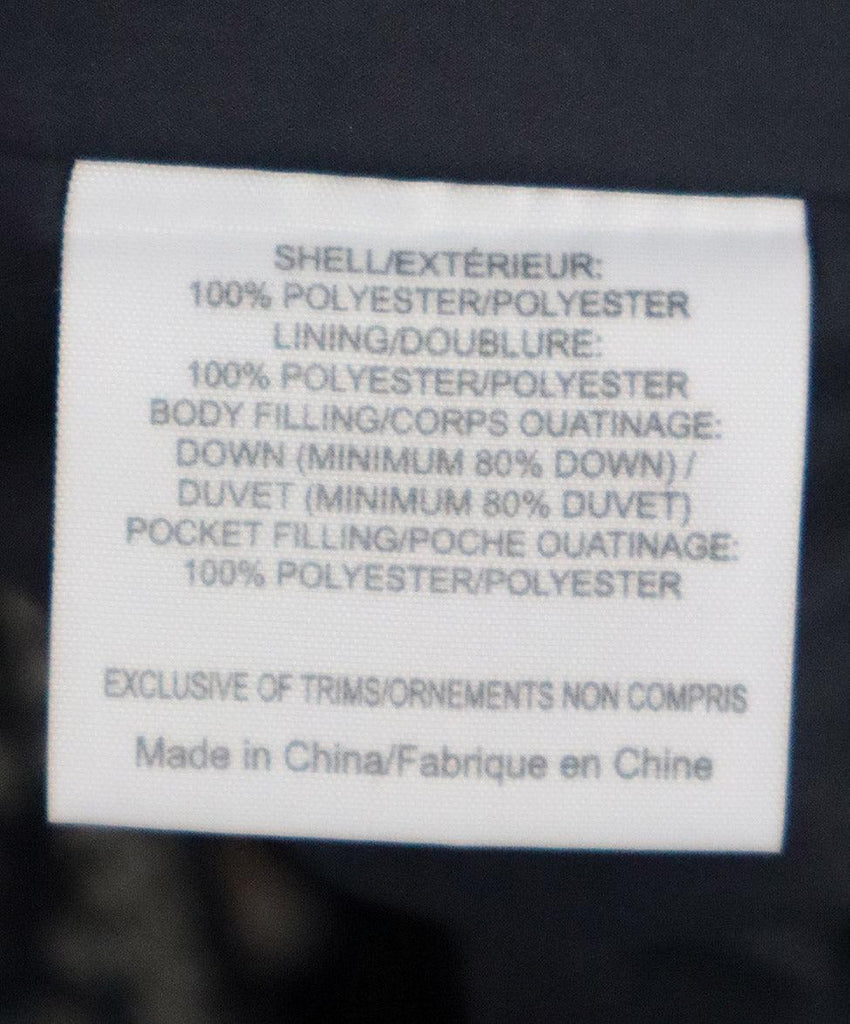 SHELL/EXTÉRIEUR:
100% POLYESTER/POLYESTER
LINING/DOUBLURE:
100% POLYESTER/POLYESTER
BODY FILLING/CORPS OUATINAGE:
DOWN (MINIMUM 80% DOWN) /
DUVET (MINIMUM 80% DUVET)
POCKET FILLING/POCHE OUATINAGE:
100% POLYESTER/POLYESTER
EXCLUSIVE OF TRIMS/ORNEMENTS NON COMPRIS
Made in China/Fabrique en Chine